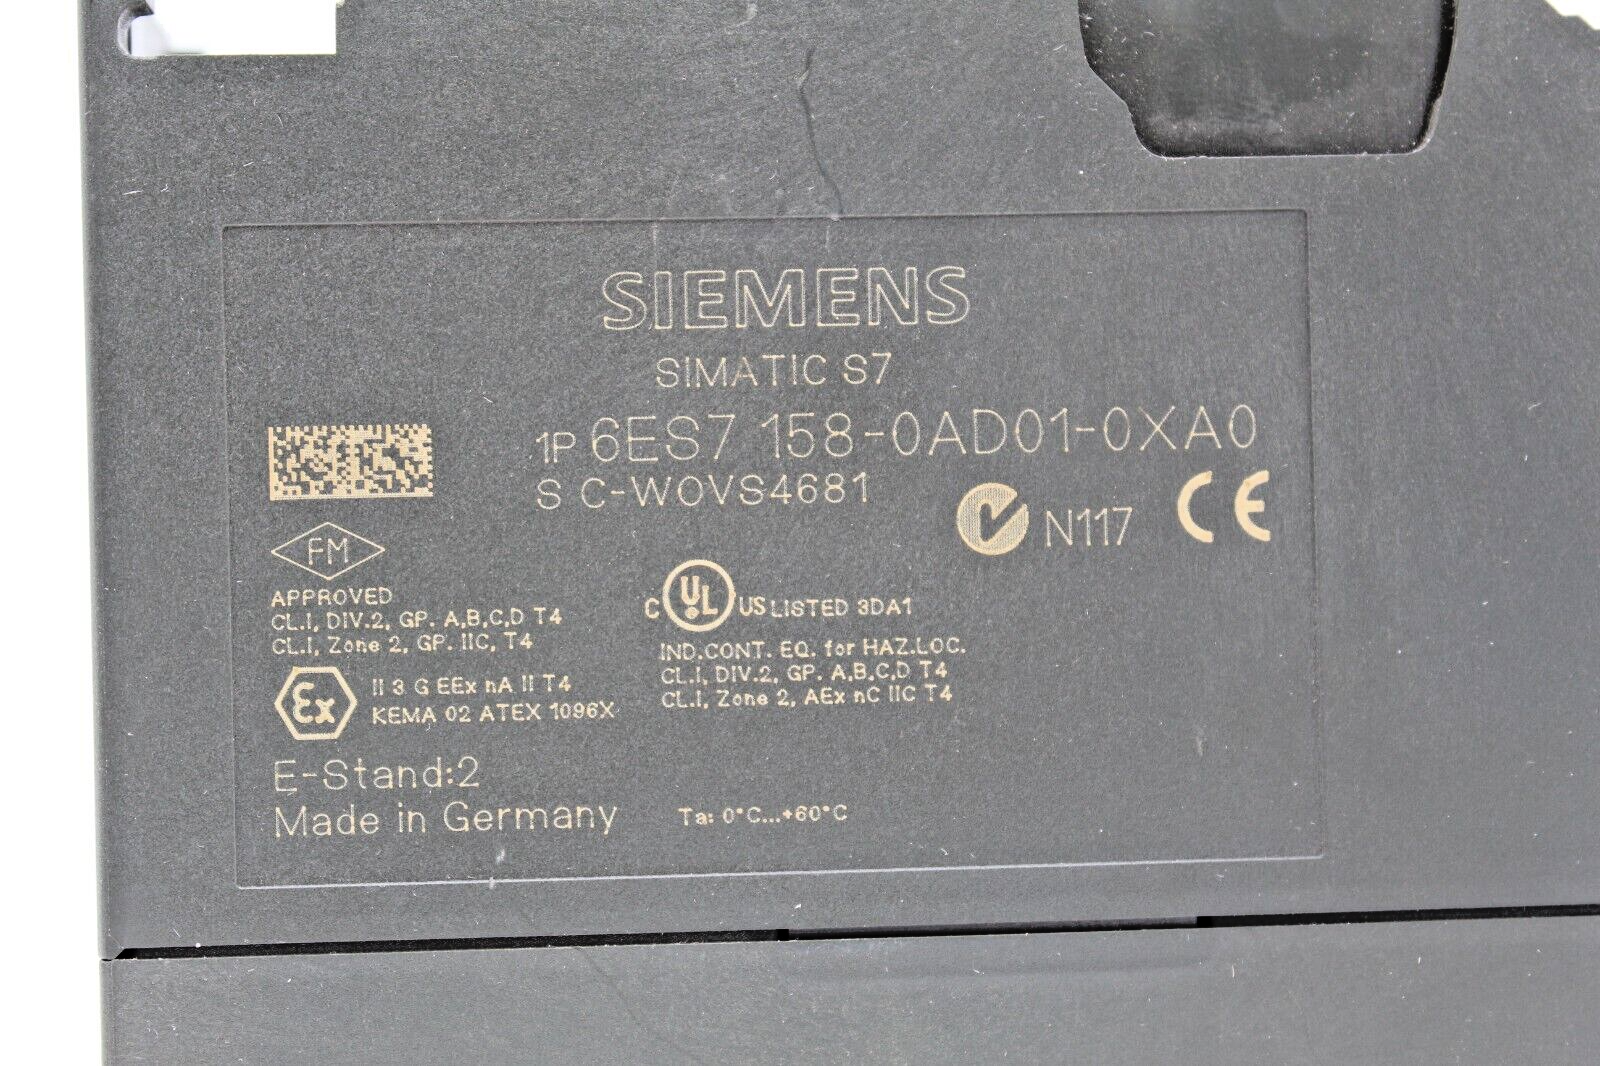 SIEMENS
SIMATIC S7
1P 6ES7 158-0AD01-0XA0
S C-WOVS4681
N117 CE
FM
APPROVED
CL.I, DIV.2, GP. A,B,C,D T4
CL.I, Zone 2, GP. IIC, T4
C UL US LISTED 3DA1
IND.CONT. EQ. for HAZ.LOC.
CL.I, DIV.2, GP. A,B,C,D T4
CL.I, Zone 2, AEx nC IIC T4
Ex II 3 G EEx nA II T4
KEMA 02 ATEX 1096X
E-Stand:2
Made in Germany
Ta: 0°C...+60°C